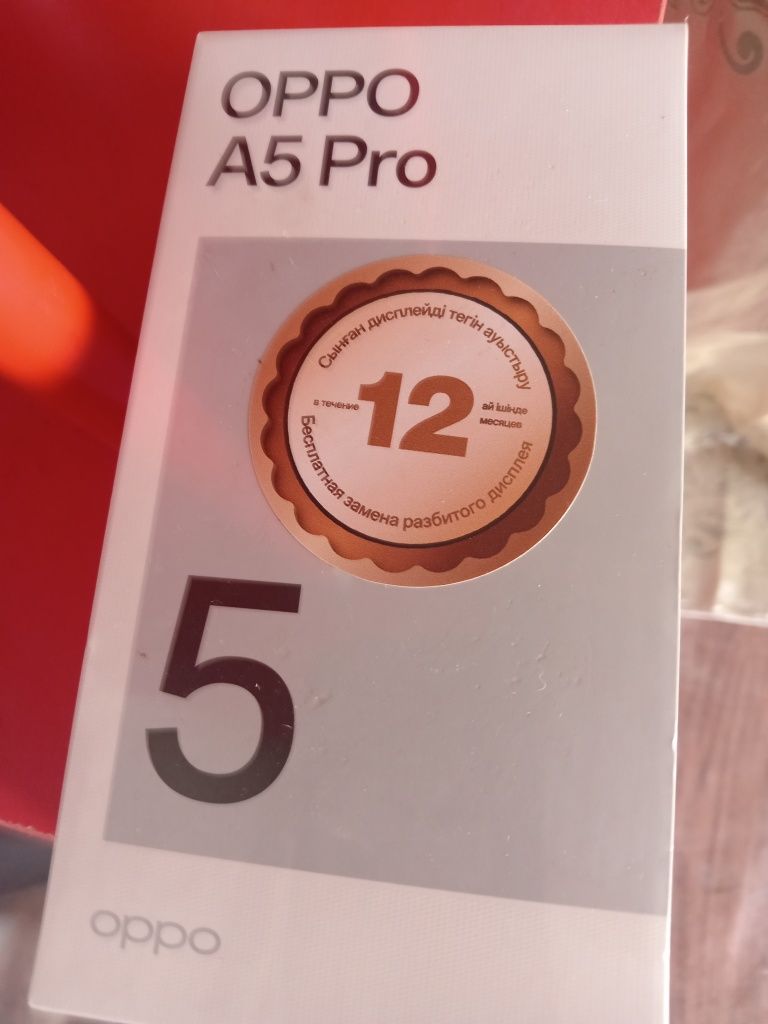 OPPO
A5 Pro
Сынған дисплейді тегін ауыстыру
в течение
12
ай ішінде
месяцев
Бесплатная замена разбитого дисплея
5
oppo